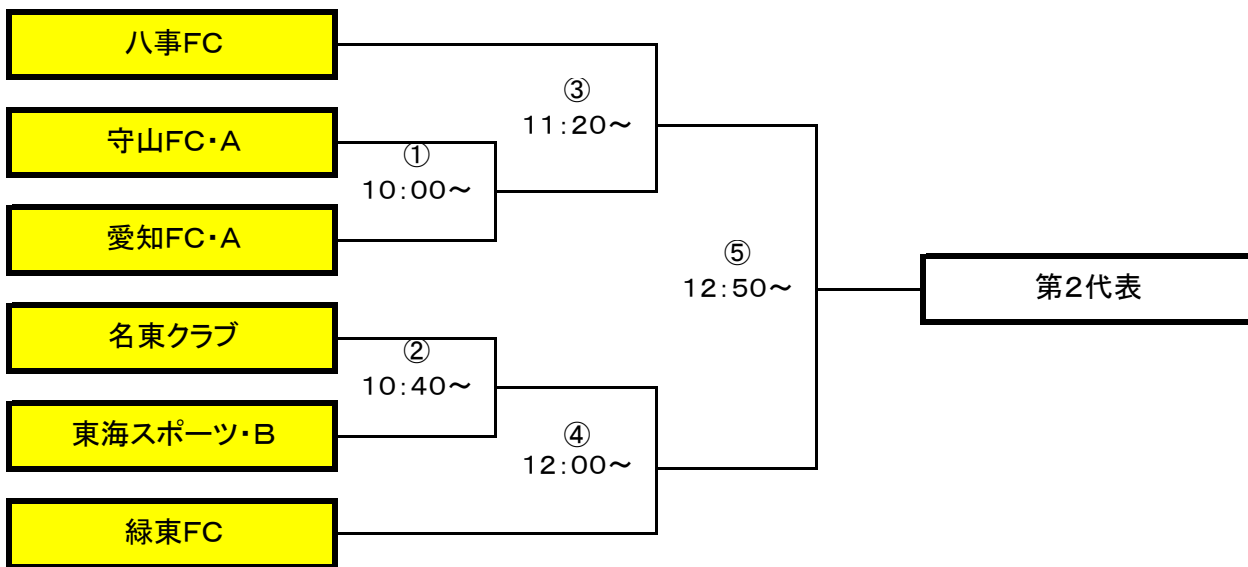 八事FC
③
11:20～
守山FC・A
①
10:00～
愛知FC・A
⑤
12:50～
第2代表
名東クラブ
②
10:40～
東海スポーツ・B
④
12:00～
緑東FC